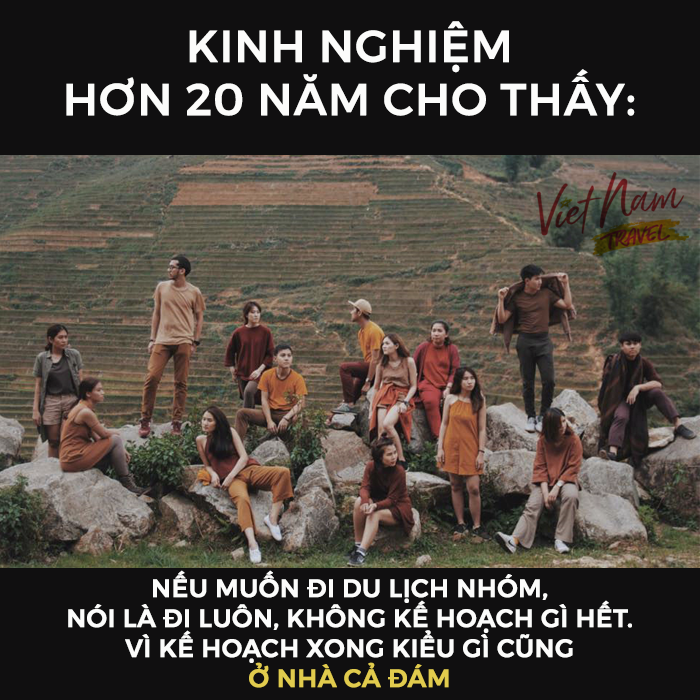 KINH NGHIỆM
HƠN 20 NĂM CHO THẤY:
Việt Nam
TRAVEL
NẾU MUỐN ĐI DU LỊCH NHÓM,
NÓI LÀ ĐI LUÔN, KHÔNG KẾ HOẠCH GÌ HẾT.
VÌ KẾ HOẠCH XONG KIỂU GÌ CŨNG
Ở NHÀ CẢ ĐÁM